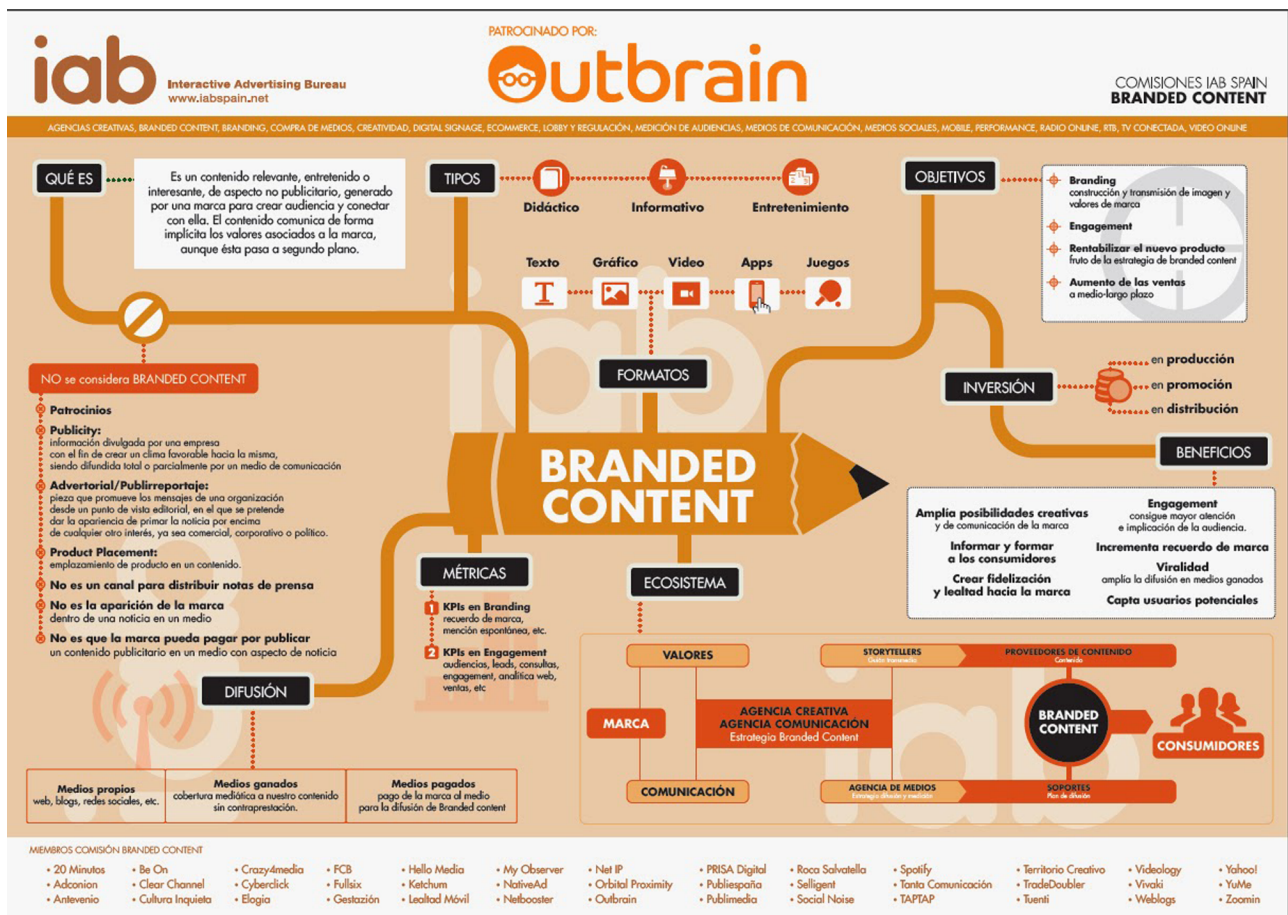 iab
Interactive Advertising Bureau
www.iabspain.net
PATROCINADO POR:
Outbrain
COMISIONES IAB SPAIN
BRANDED CONTENT
AGENCIAS CREATIVAS, BRANDED CONTENT, BRANDING, COMPRA DE MEDIOS, CREATIVIDAD, DIGITAL SIGNAGE, ECOMMERCE, LOBBY Y REGULACIÓN, MEDICIÓN DE AUDIENCIAS, MEDIOS DE COMUNICACIÓN, MEDIOS SOCIALES, MOBILE, PERFORMANCE, RADIO ONLINE, RTB, TV CONECTADA, VIDEO ONLINE
QUÉ ES
Es un contenido relevante, entretenido o
interesante, de aspecto no publicitario, generado
por una marca para crear audiencia y conectar
con ella. El contenido comunica de forma
implícita los valores asociados a la marca,
aunque ésta pasa a segundo plano.
TIPOS
Didáctico
Informativo
Entretenimiento
Texto
Gráfico
Video
Apps
Juegos
FORMATOS
OBJETIVOS
Branding
construcción y transmisión de imagen y
valores de marca
Engagement
Rentabilizar el nuevo producto
fruto de la estrategia de branded content
Aumento de las ventas
a medio-largo plazo
INVERSIÓN
en producción
en promoción
en distribución
BENEFICIOS
Amplía posibilidades creativas
y de comunicación de la marca
Informar y formar
a los consumidores
Crear fidelización
y lealtad hacia la marca
Engagement
consigue mayor atención
e implicación de la audiencia.
Incrementa recuerdo de marca
Viralidad
amplía la difusión en medios ganados
Capta usuarios potenciales
NO se considera BRANDED CONTENT
Patrocinios
Publicity:
información divulgada por una empresa
con el fin de crear un clima favorable hacia la misma,
siendo difundida total o parcialmente por un medio de comunicación
Advertorial/Publirreportaje:
pieza que promueve los mensajes de una organización
desde un punto de vista editorial, en el que se pretende
dar la apariencia de primar la noticia por encima
de cualquier otro interés, ya sea comercial, corporativo o político.
Product Placement:
emplazamiento de producto en un contenido.
No es un canal para distribuir notas de prensa
No es la aparición de la marca
dentro de una noticia en un medio
No es que la marca pueda pagar por publicar
un contenido publicitario en un medio con aspecto de noticia
iab
BRANDED
CONTENT
MÉTRICAS
1 KPIs en Branding
recuerdo de marca,
mención espontánea, etc.
2 KPIs en Engagement
audiencias, leads, consultas,
engagement, analítica web,
ventas, etc
DIFUSIÓN
Medios propios
web, blogs, redes sociales, etc.
Medios ganados
cobertura mediática a nuestro contenido
sin contraprestación.
Medios pagados
pago de la marca al medio
para la difusión de Branded content
ECOSISTEMA
VALORES
MARCA
COMUNICACIÓN
AGENCIA CREATIVA
AGENCIA COMUNICACIÓN
Estrategia Branded Content
STORYTELLERS
Guión transmedia
PROVEEDORES DE CONTENIDO
Contenido
AGENCIA DE MEDIOS
Estrategia difusión y medición
SOPORTES
Plan de difusión
BRANDED
CONTENT
CONSUMIDORES
iab
MIEMBROS COMISIÓN BRANDED CONTENT
• 20 Minutos
• Adconion
• Antevenio
• Be On
• Clear Channel
• Cultura Inquieta
• Crazy4media
• Cyberclick
• Elogia
• FCB
• Fullsix
• Gestazión
• Hello Media
• Ketchum
• Lealtad Móvil
• My Observer
• NativeAd
• Netbooster
• Net IP
• Orbital Proximity
• Outbrain
• PRISA Digital
• Publiespaña
• Publimedia
• Roca Salvatella
• Selligent
• Social Noise
• Spotify
• Tanta Comunicación
• TAPTAP
• Territorio Creativo
• TradeDoubler
• Tuenti
• Videology
• Vivaki
• Weblogs
• Yahoo!
• YuMe
• Zoomin